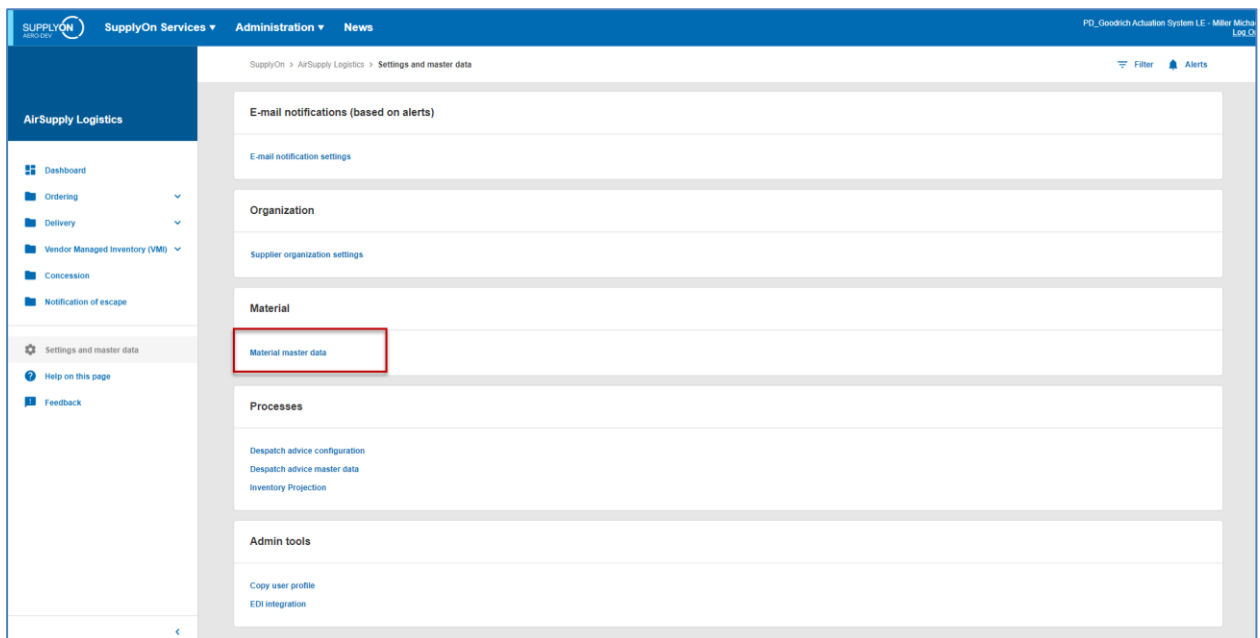 SUPPLYON
AERO-DEV
SupplyOn Services ▾ Administration ▾ News
PD_Goodrich Actuation System LE - Miller Micha
Log O
SupplyOn > AirSupply Logistics > Settings and master data
Filter Alerts
AirSupply Logistics
Dashboard
Ordering
Delivery
Vendor Managed Inventory (VMI)
Concession
Notification of escape
Settings and master data
Help on this page
Feedback
E-mail notifications (based on alerts)
E-mail notification settings
Organization
Supplier organization settings
Material
Material master data
Processes
Despatch advice configuration
Despatch advice master data
Inventory Projection
Admin tools
Copy user profile
EDI integration